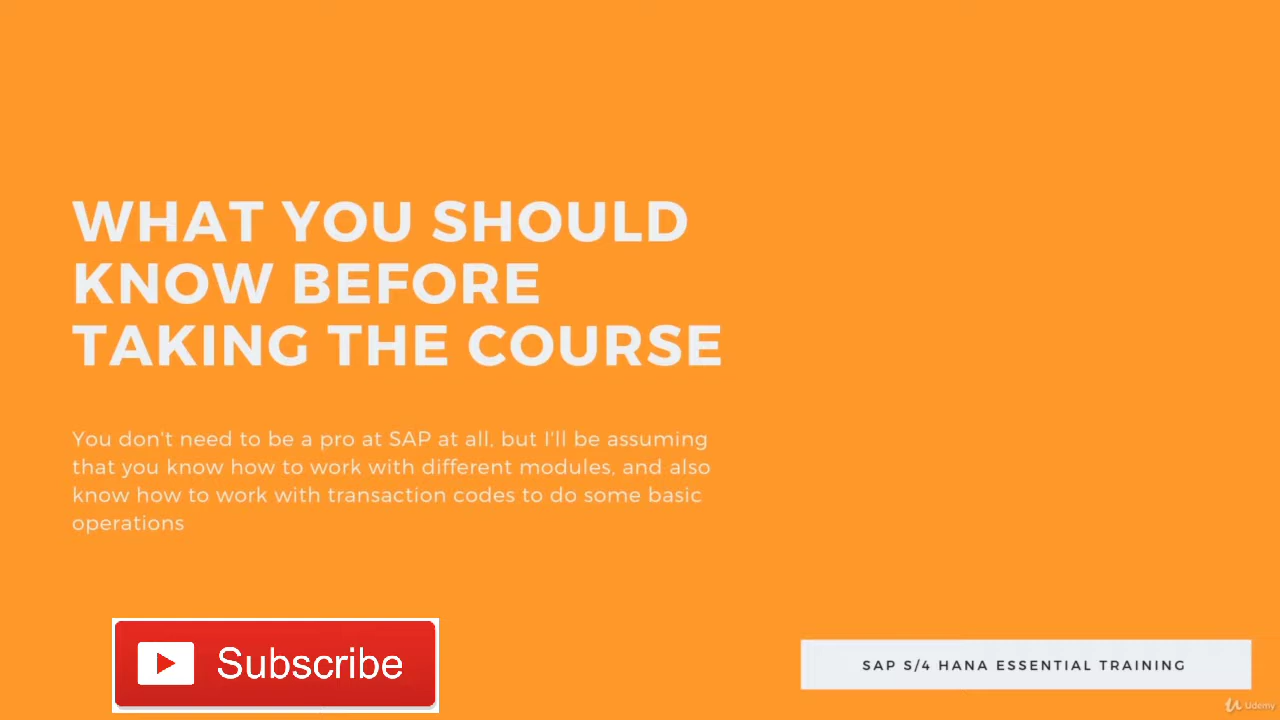 WHAT YOU SHOULD
KNOW BEFORE
TAKING THE COURSE
You don't need to be a pro at SAP at all, but I'll be assuming
that you know how to work with different modules, and also
know how to work with transaction codes to do some basic
operations
Subscribe
SAP S/4 HANA ESSENTIAL TRAINING
Udemy